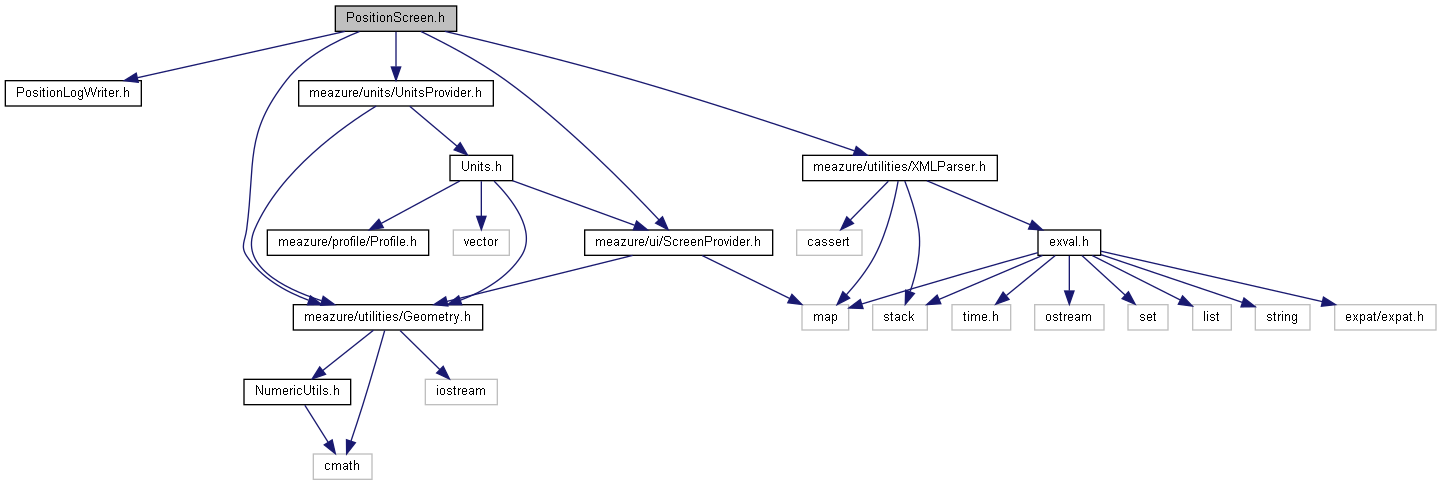 PositionScreen.h
PositionLogWriter.h
meazure/units/UnitsProvider.h
Units.h
meazure/utilities/XMLParser.h
meazure/profile/Profile.h
vector
meazure/ui/ScreenProvider.h
cassert
exval.h
meazure/utilities/Geometry.h
map
stack
time.h
ostream
set
list
string
expat/expat.h
NumericUtils.h
iostream
cmath